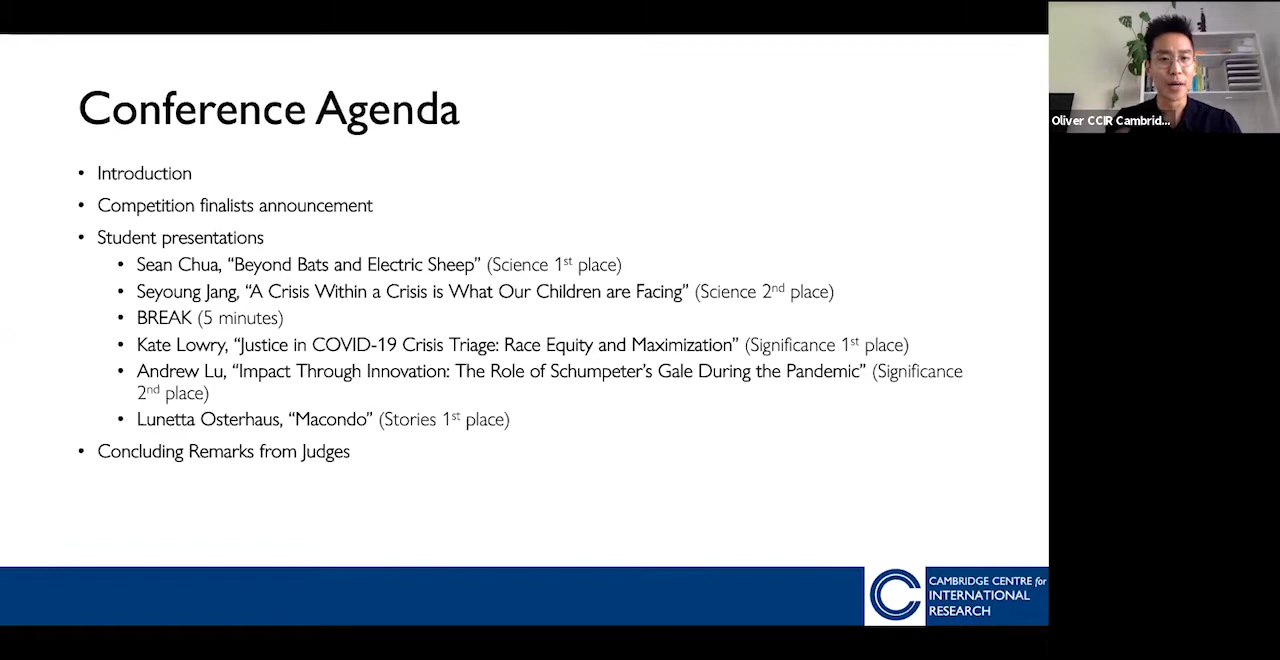 Conference Agenda
• Introduction
• Competition finalists announcement
• Student presentations
• Sean Chua, “Beyond Bats and Electric Sheep” (Science 1st place)
• Seyoung Jang, “A Crisis Within a Crisis is What Our Children are Facing” (Science 2nd place)
• BREAK (5 minutes)
• Kate Lowry, “Justice in COVID-19 Crisis Triage: Race Equity and Maximization” (Significance 1st place)
• Andrew Lu, “Impact Through Innovation: The Role of Schumpeter’s Gale During the Pandemic” (Significance
2nd place)
• Lunetta Osterhaus, “Macondo” (Stories 1st place)
• Concluding Remarks from Judges
Oliver CCIR Cambrid...
CAMBRIDGE CENTRE for
INTERNATIONAL
RESEARCH